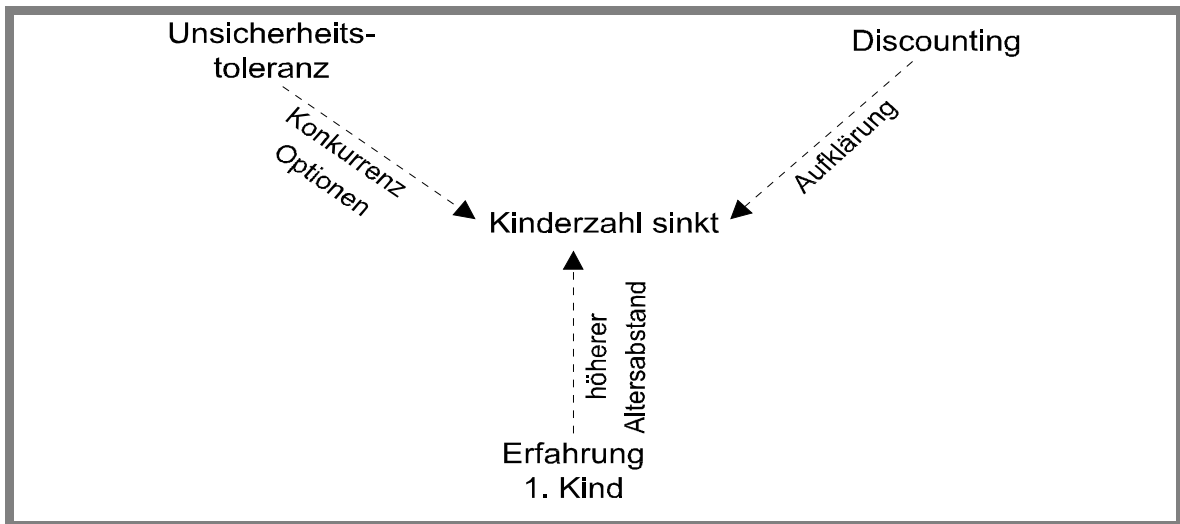 Unsicherheits-
toleranz
Discounting
Konkurrenz
Optionen
Aufklärung
Kinderzahl sinkt
höherer
Altersabstand
Erfahrung
1. Kind